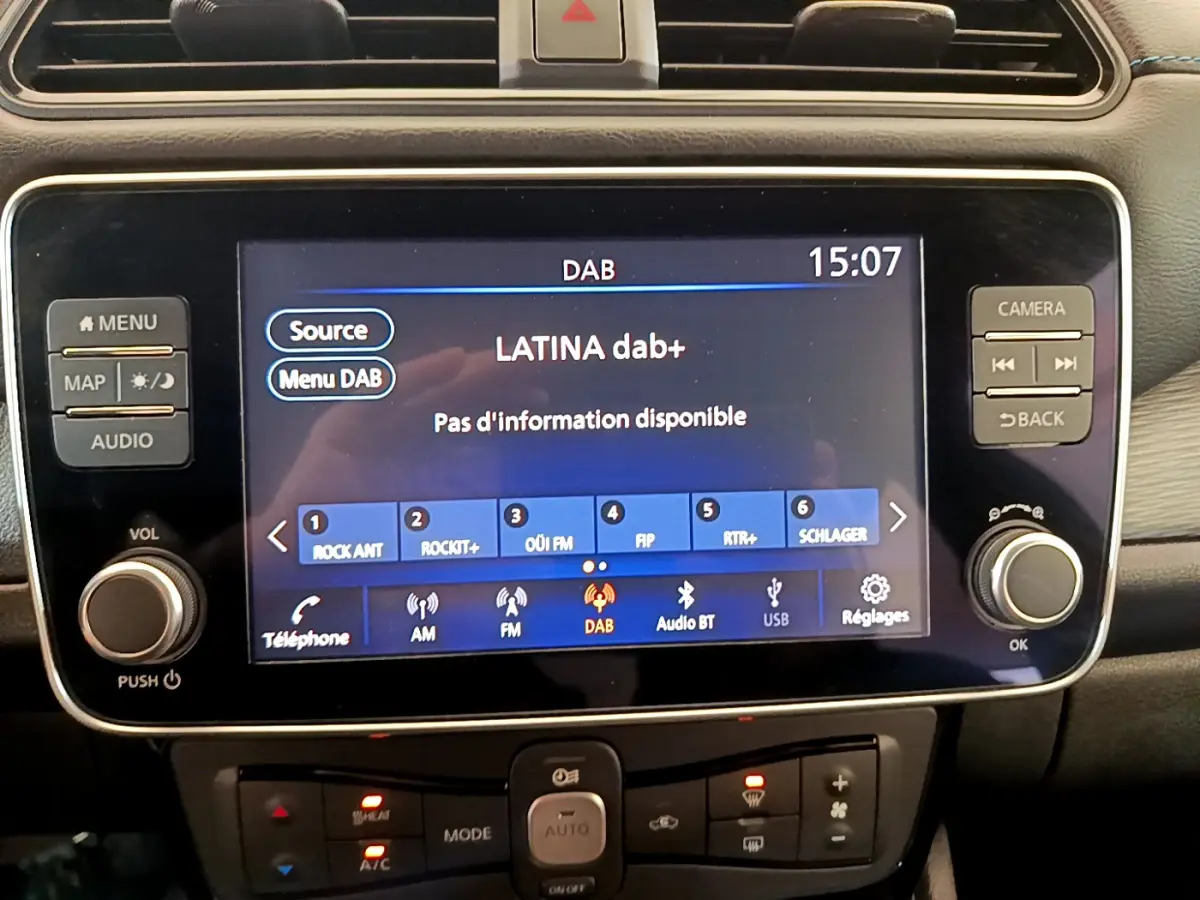 DAB
15:07
Source
LATINA dab+
Menu DAB
Pas d'information disponible
1
ROCK ANT
2
ROCKIT+
3
OÜI FM
4
FIP
5
RTR+
6
SCHLAGER
Téléphone
AM
FM
DAB
Audio BT
USB
Réglages
MENU
MAP
AUDIO
VOL
PUSH
CAMERA
BACK
OK
HEAT
A/C
MODE
AUTO
ON·OFF